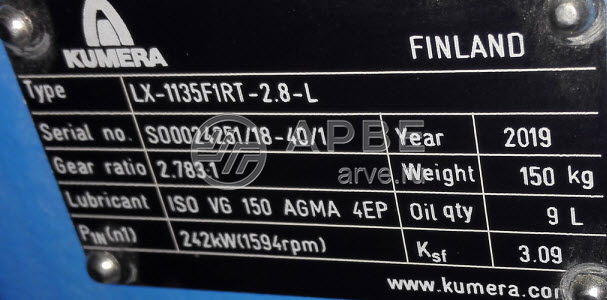 KUMERA
FINLAND
Type LX-1135F1RT-2.8-L
Serial no. S00024251/18-40/1 Year 2019
Gear ratio 2.783:1 Weight 150 kg
Lubricant ISO VG 150 AGMA 4EP Oil qty 9 L
PIN(n1) 242kW(1594rpm) Ksf 3.09
www.kumera.com
АРВЕ
arve.ru